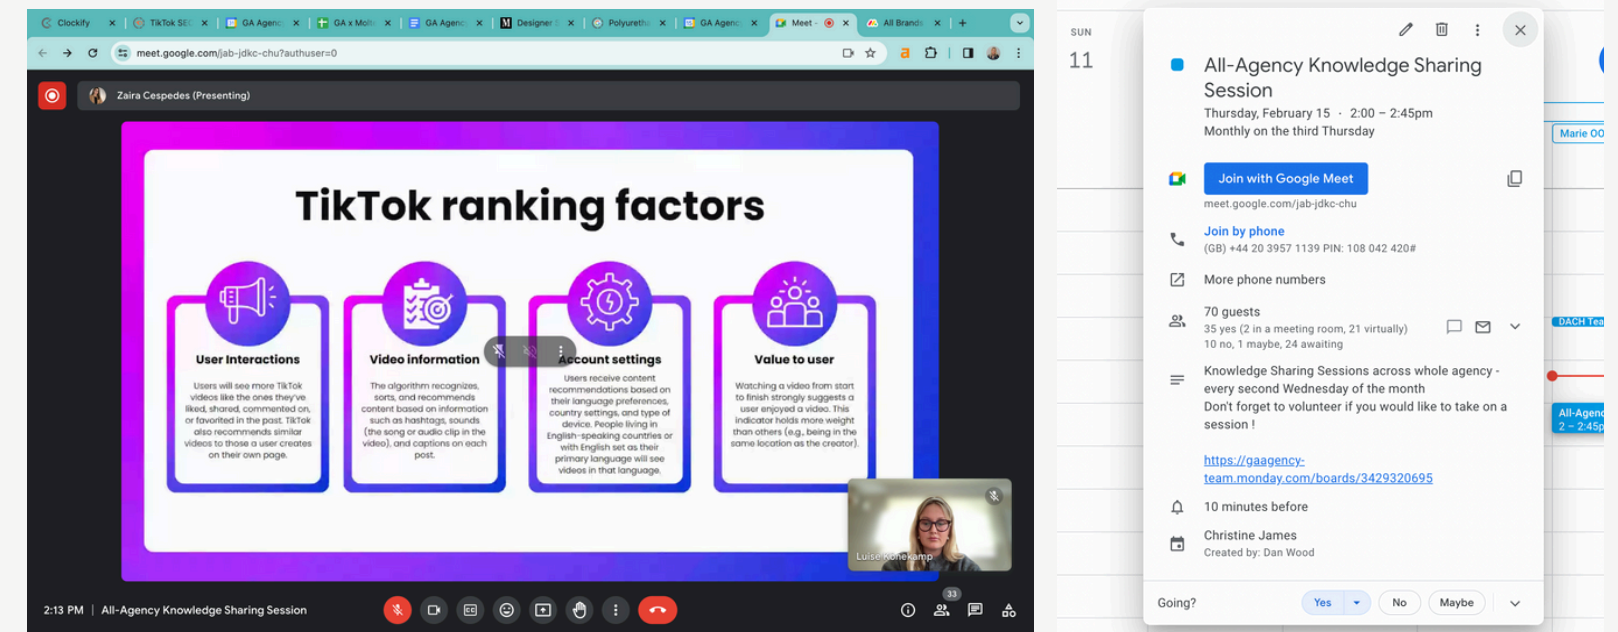 Clockify
TikTok SEO
GA Agency
GA x Molte
GA Agency
Designer S
Polyuretha
GA Agency
Meet -
All Brands
meet.google.com/jab-jdkc-chu?authuser=0
Zaira Cespedes (Presenting)
TikTok ranking factors
User Interactions
Users will see more TikTok
videos like the ones they've
liked, shared, commented on,
or favorited in the past. TikTok
also recommends similar
videos to those a user creates
on their own page.
Video information
The algorithm recognizes,
sorts, and recommends
content based on information
such as hashtags, sounds
(the song or audio clip in the
video), and captions on each
post.
Account settings
Users receive content
recommendations based on
their language preferences,
country settings, and type of
device. People living in
English-speaking countries or
with English set as their
primary language will see
videos in that language.
Value to user
Watching a video from start
to finish strongly suggests a
user enjoyed a video. This
indicator holds more weight
than others (e.g., being in the
same location as the creator).
Luise Konekamp
2:13 PM | All-Agency Knowledge Sharing Session
33
SUN
11
All-Agency Knowledge Sharing
Session
Thursday, February 15 · 2:00 – 2:45pm
Monthly on the third Thursday
Join with Google Meet
meet.google.com/jab-jdkc-chu
Join by phone
(GB) +44 20 3957 1139 PIN: 108 042 420#
More phone numbers
70 guests
35 yes (2 in a meeting room, 21 virtually)
10 no, 1 maybe, 24 awaiting
Knowledge Sharing Sessions across whole agency -
every second Wednesday of the month
Don't forget to volunteer if you would like to take on a
session !
https://gaagency-
team.monday.com/boards/3429320695
10 minutes before
Christine James
Created by: Dan Wood
Going?
Yes
No
Maybe
Marie OO
DACH Tea
All-Agenc
2 – 2:45p